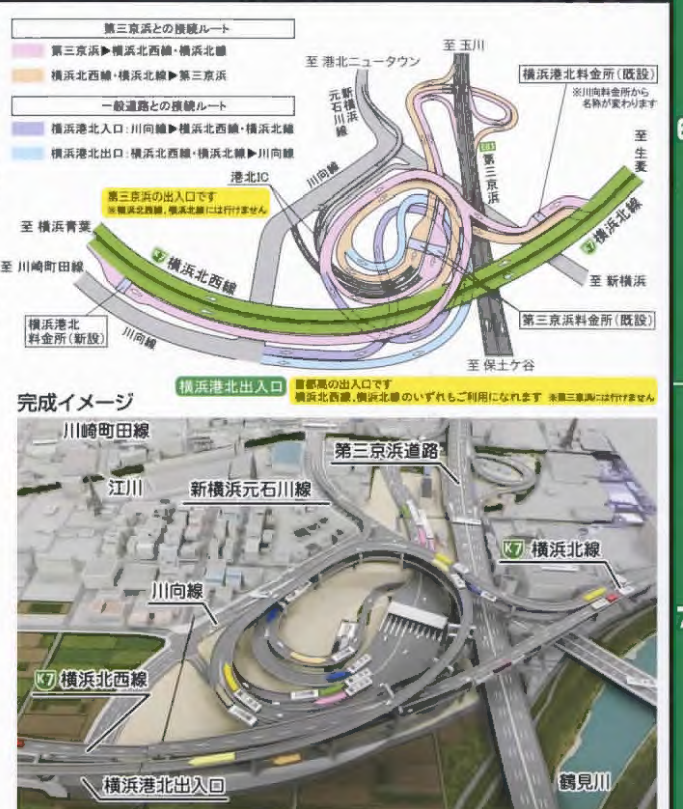 第三京浜との接続ルート
第三京浜▶横浜北西線・横浜北線
横浜北西線・横浜北線▶第三京浜
一般道路との接続ルート
横浜港北入口:川向線▶横浜北西線・横浜北線
横浜港北出口:横浜北西線・横浜北線▶川向線
至 玉川
至 港北ニュータウン
新横浜
元石川線
横浜港北料金所(既設)
※川向料金所から
名称が変わります
至 生麦
港北IC
川向線
第三京浜
第三京浜の出入口です
※横浜北西線、横浜北線には行けません
至 横浜青葉
K7 横浜北西線
K7 横浜北線
至 川崎町田線
至 新横浜
横浜港北
料金所(新設)
川向線
第三京浜料金所(既設)
至 保土ケ谷
横浜港北出入口
首都高の出入口です
横浜北西線、横浜北線のいずれもご利用になれます ※第三京浜には行けません
完成イメージ
川崎町田線
第三京浜道路
江川
新横浜元石川線
K7 横浜北線
川向線
K7 横浜北西線
横浜港北出入口
鶴見川